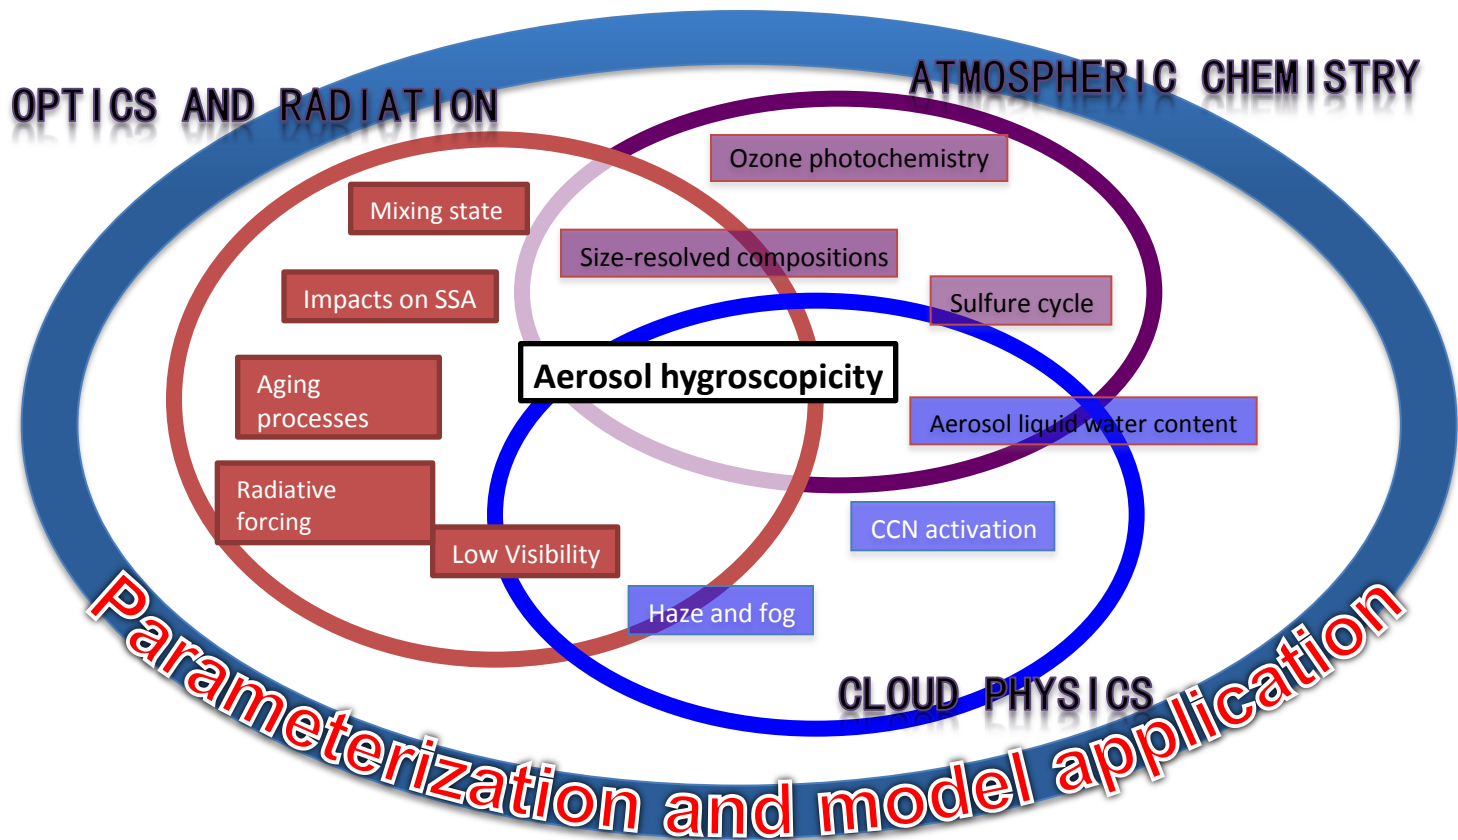 OPTICS AND RADIATION
ATMOSPHERIC CHEMISTRY
Ozone photochemistry
Mixing state
Size-resolved compositions
Impacts on SSA
Sulfure cycle
Aerosol hygroscopicity
Aging
processes
Aerosol liquid water content
Radiative
forcing
CCN activation
Low Visibility
Haze and fog
CLOUD PHYSICS
Parameterization and model application